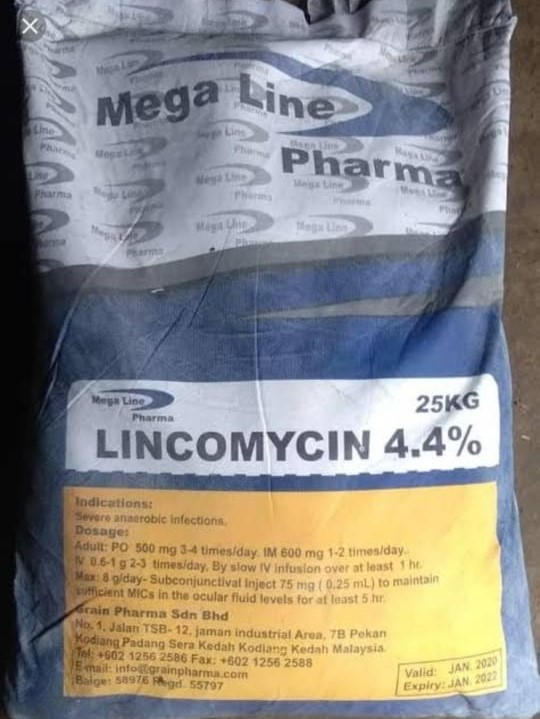 Mega Line
Pharma
Mega Line
Pharma
25KG
LINCOMYCIN 4.4%
Indications:
Severe anaerobic infections.
Dosage:
Adult: PO 500 mg 3-4 times/day. IM 600 mg 1-2 times/day..
IV 0.6-1 g 2-3 times/day. By slow IV infusion over at least 1 hr.
Max: 8 g/day- Subconjunctival Inject 75 mg ( 0.25 mL) to maintain
sufficient MICs in the ocular fluid levels for at least 5 hr.
Grain Pharma Sdn Bhd
No. 1, Jalan TSB- 12, jaman industrial Area, 7B Pekan
Kodiang Padang Sera Kedah Kodiang Kedah Malaysia.
Tel: +602 1256 2586 Fax: +602 1256 2588
E-mail: info@grainpharma.com
Baige: 58976 Regd. 55797
Valid: JAN. 2020
Expiry: JAN. 2022